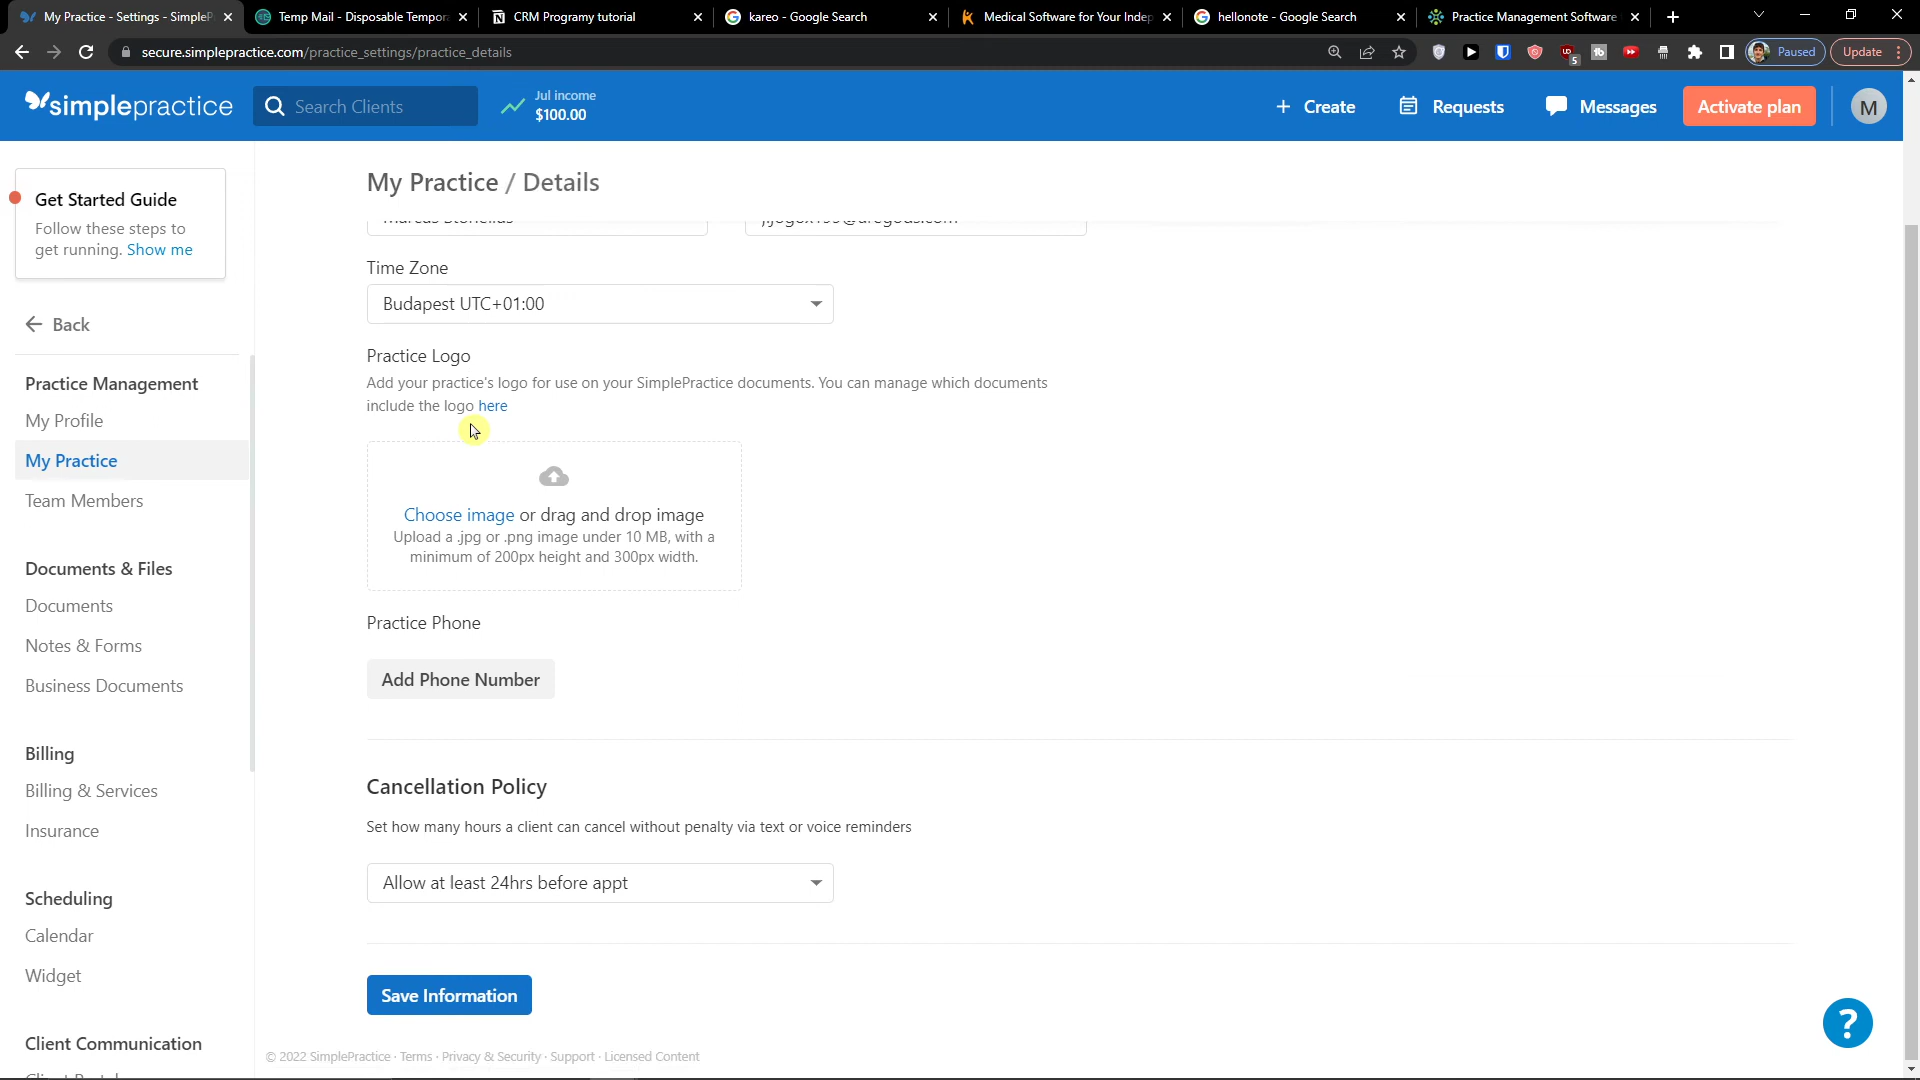 My Practice - Settings - SimpleP
Temp Mail - Disposable Tempora
CRM Programy tutorial
kareo - Google Search
Medical Software for Your Indep
hellonote - Google Search
Practice Management Software
secure.simplepractice.com/practice_settings/practice_details
5
Paused
Update
simplepractice
Search Clients
Jul income
$100.00
Create
Requests
Messages
Activate plan
M
Get Started Guide
Follow these steps to
get running. Show me
Back
Practice Management
My Profile
My Practice
Team Members
Documents & Files
Documents
Notes & Forms
Business Documents
Billing
Billing & Services
Insurance
Scheduling
Calendar
Widget
Client Communication
My Practice / Details
Time Zone
Budapest UTC+01:00
Practice Logo
Add your practice's logo for use on your SimplePractice documents. You can manage which documents
include the logo here
Choose image or drag and drop image
Upload a .jpg or .png image under 10 MB, with a
minimum of 200px height and 300px width.
Practice Phone
Add Phone Number
Cancellation Policy
Set how many hours a client can cancel without penalty via text or voice reminders
Allow at least 24hrs before appt
Save Information
© 2022 SimplePractice · Terms · Privacy & Security · Support · Licensed Content
?